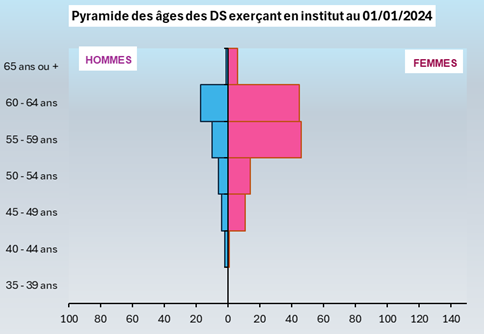 Pyramide des âges des DS exerçant en institut au 01/01/2024
HOMMES
FEMMES
65 ans ou +
60 - 64 ans
55 - 59 ans
50 - 54 ans
45 - 49 ans
40 - 44 ans
35 - 39 ans
100 80 60 40 20 0 20 40 60 80 100 120 140